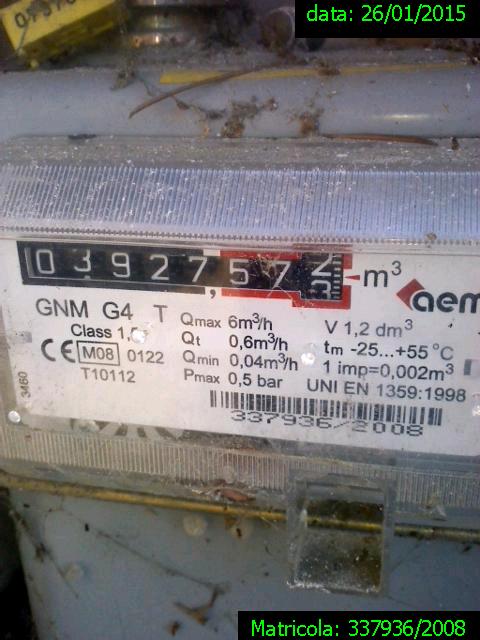 data: 26/01/2015
03927,57
m³
aem
GNM G4 T
Class 1,
CE M08 0122
T10112
3460
Qmax 6m³/h
Qt 0,6m³/h
Qmin 0,04m³/h
Pmax 0,5 bar
V 1,2 dm³
tm -25...+55°C
1 imp=0,002m³
UNI EN 1359:1998
337936/2008
Matricola: 337936/2008